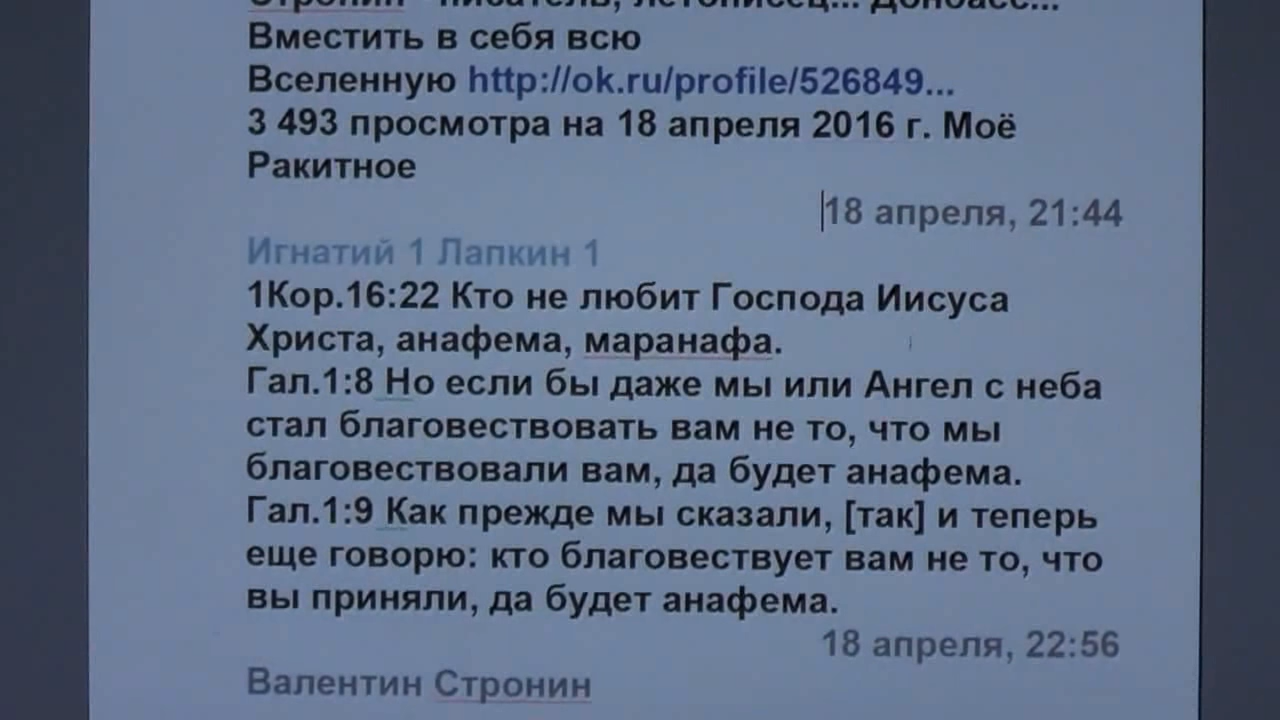 Стронин - писатель, летописец... Донбасс...
Вместить в себя всю
Вселенную http://ok.ru/profile/526849...
3 493 просмотра на 18 апреля 2016 г. Моё
Ракитное
18 апреля, 21:44
Игнатий 1 Лапкин 1
1Кор.16:22 Кто не любит Господа Иисуса
Христа, анафема, маранафа.
Гал.1:8 Но если бы даже мы или Ангел с неба
стал благовествовать вам не то, что мы
благовествовали вам, да будет анафема.
Гал.1:9 Как прежде мы сказали, [так] и теперь
еще говорю: кто благовествует вам не то, что
вы приняли, да будет анафема.
18 апреля, 22:56
Валентин Стронин